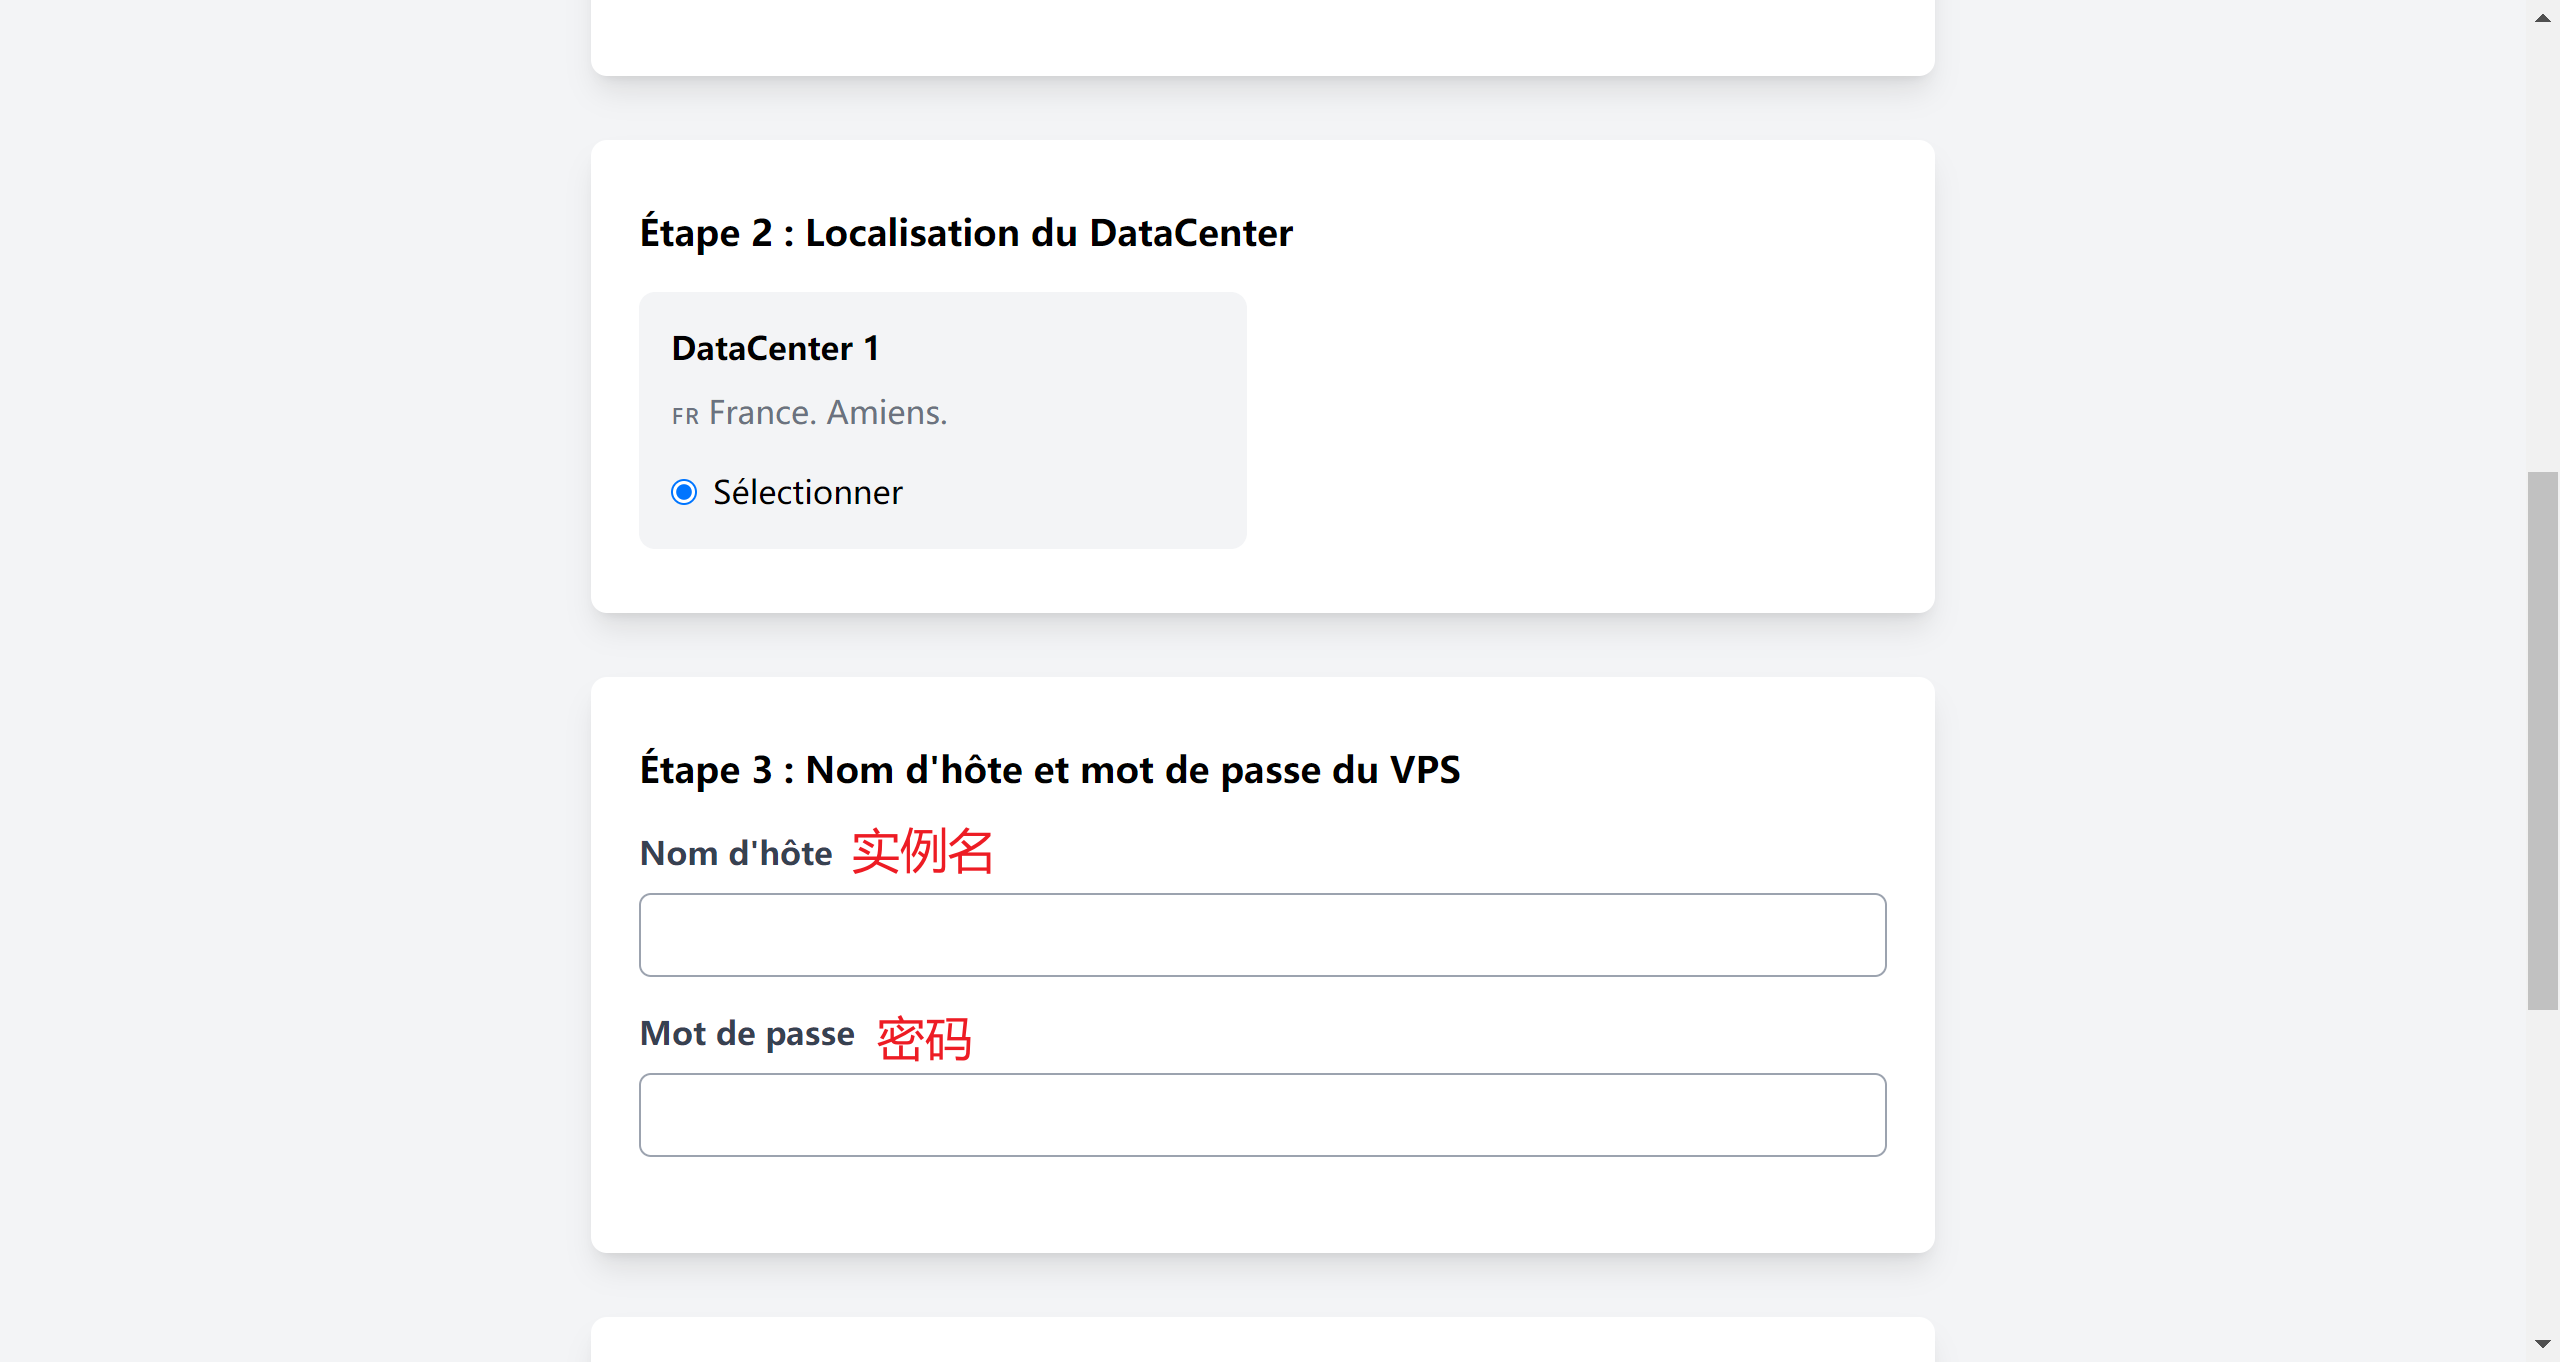 Étape 2 : Localisation du DataCenter
DataCenter 1
FR France. Amiens.
Sélectionner
Étape 3 : Nom d'hôte et mot de passe du VPS
Nom d'hôte 实例名
Mot de passe 密码